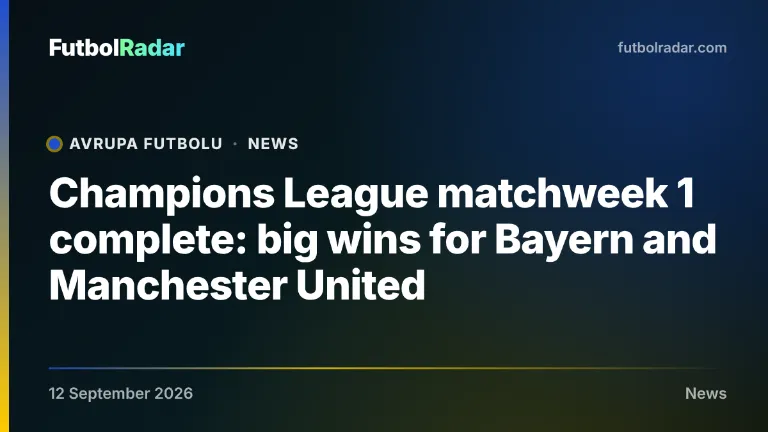 FutbolRadar
futbolradar.com
AVRUPA FUTBOLU · NEWS
Champions League matchweek 1
complete: big wins for Bayern and
Manchester United
12 September 2026
News